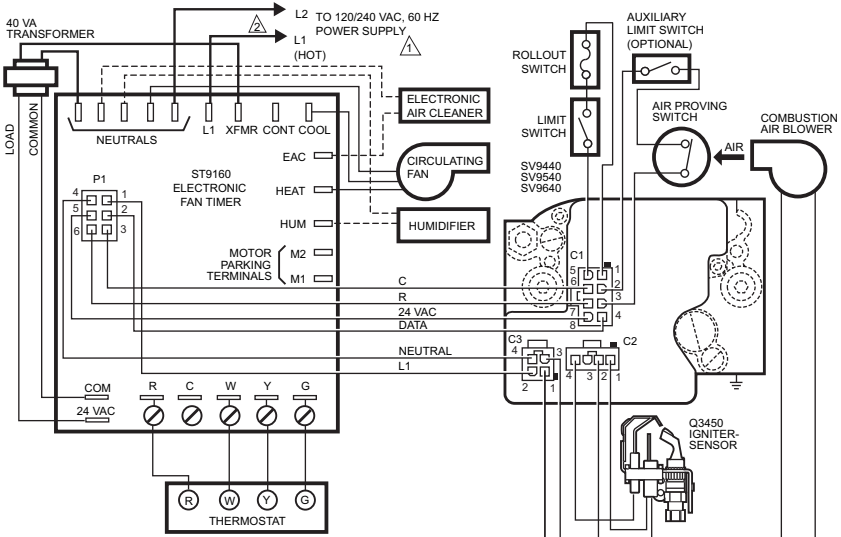 40 VA
TRANSFORMER
2
L2
TO 120/240 VAC, 60 HZ
POWER SUPPLY
1
L1
(HOT)
AUXILIARY
LIMIT SWITCH
(OPTIONAL)
ROLLOUT
SWITCH
LIMIT
SWITCH
AIR PROVING
SWITCH
COMBUSTION
AIR BLOWER
AIR
LOAD
COMMON
NEUTRALS
L1
XFMR
CONT
COOL
ELECTRONIC
AIR CLEANER
EAC
ST9160
ELECTRONIC
FAN TIMER
CIRCULATING
FAN
HEAT
SV9440
SV9540
SV9640
P1
4
1
5
2
6
3
HUM
HUMIDIFIER
MOTOR
PARKING
TERMINALS
M2
M1
C1
5
1
6
2
3
7
4
8
C
R
24 VAC
DATA
NEUTRAL
L1
C3
4
3
2
1
C2
4
3
2
1
COM
24 VAC
R
C
W
Y
G
Q3450
IGNITER-
SENSOR
R
W
Y
G
THERMOSTAT